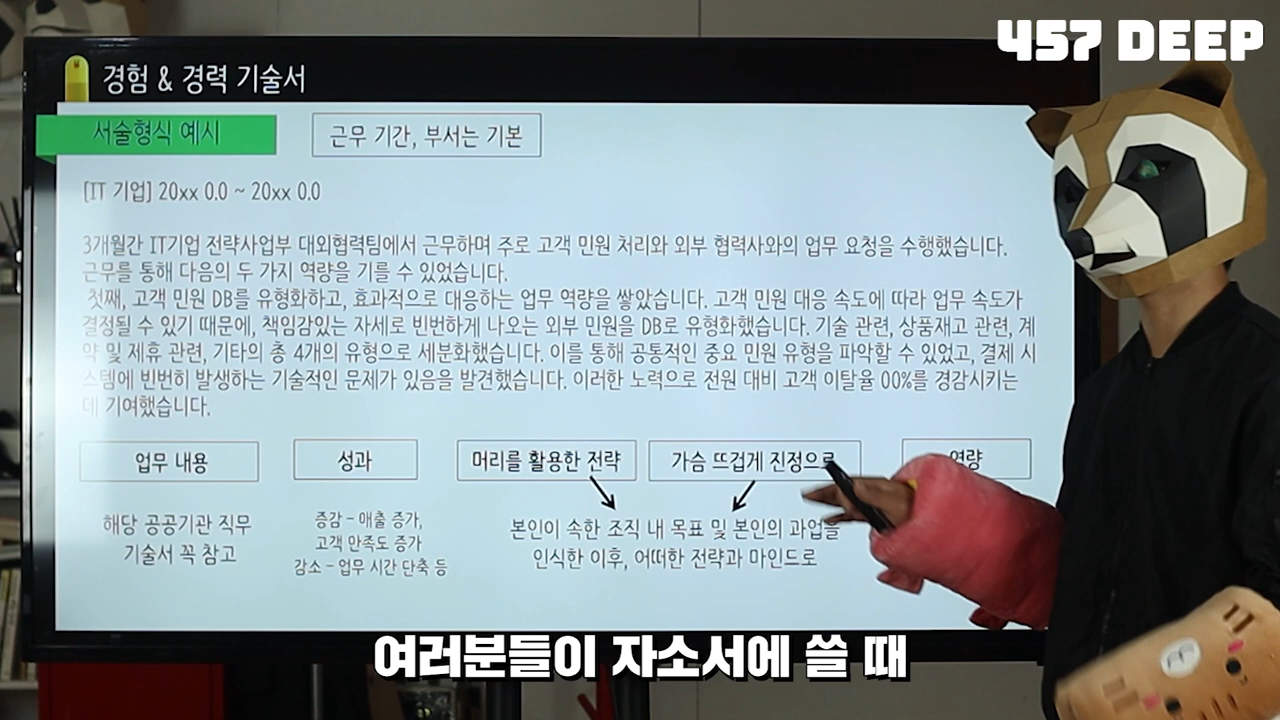 457 DEEP
경험 & 경력 기술서
서술형식 예시
근무 기간, 부서는 기본
[IT 기업] 20xx 0.0 ~ 20xx 0.0
3개월간 IT기업 전략사업부 대외협력팀에서 근무하며 주로 고객 민원 처리와 외부 협력사와의 업무 요청을 수행했습니다.
근무를 통해 다음의 두 가지 역량을 기를 수 있었습니다.
첫째, 고객 민원 DB를 유형화하고, 효과적으로 대응하는 업무 역량을 쌓았습니다. 고객 민원 대응 속도에 따라 업무 속도가
결정될 수 있기 때문에, 책임감있는 자세로 빈번하게 나오는 외부 민원을 DB로 유형화했습니다. 기술 관련, 상품재고 관련, 계
약 및 제휴 관련, 기타의 총 4개의 유형으로 세분화했습니다. 이를 통해 공통적인 중요 민원 유형을 파악할 수 있었고, 결제 시
스템에 빈번히 발생하는 기술적인 문제가 있음을 발견했습니다. 이러한 노력으로 전원 대비 고객 이탈율 00%를 경감시키는
데 기여했습니다.
업무 내용
성과
머리를 활용한 전략
가슴 뜨겁게 진정으로
역량
해당 공공기관 직무
기술서 꼭 참고
증감 – 매출 증가,
고객 만족도 증가
감소 – 업무 시간 단축 등
본인이 속한 조직 내 목표 및 본인의 과업을
인식한 이후, 어떠한 전략과 마인드로
여러분들이 자소서에 쓸 때